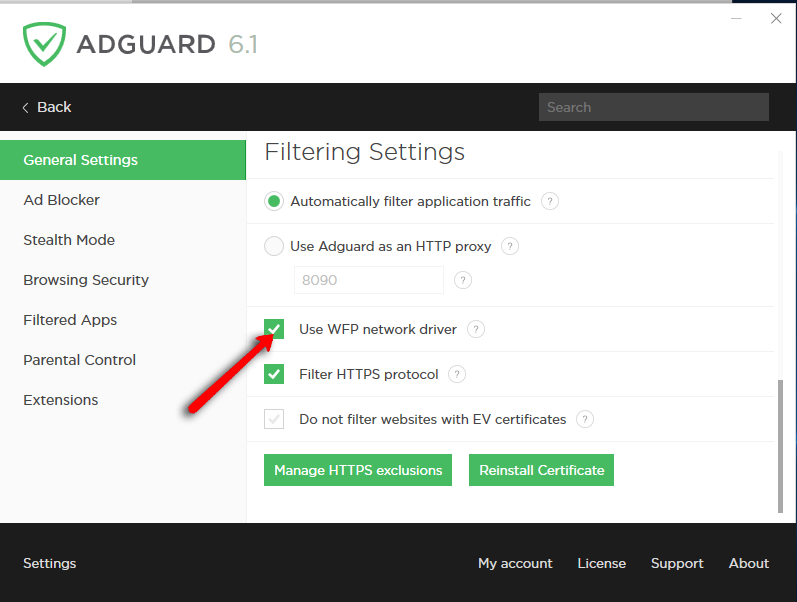 ADGUARD 6.1
Back
Search
General Settings
Ad Blocker
Stealth Mode
Browsing Security
Filtered Apps
Parental Control
Extensions
Filtering Settings
Automatically filter application traffic ?
Use Adguard as an HTTP proxy ?
8090 ?
Use WFP network driver ?
Filter HTTPS protocol ?
Do not filter websites with EV certificates ?
Manage HTTPS exclusions Reinstall Certificate
Settings My account License Support About